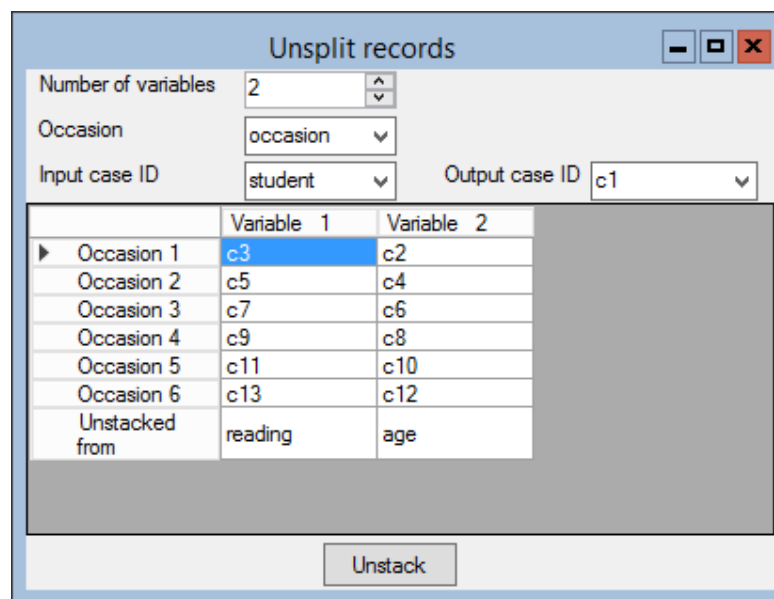 Unsplit records
Number of variables 2
Occasion occasion
Input case ID student Output case ID c1
Variable 1 Variable 2
Occasion 1 c3 c2
Occasion 2 c5 c4
Occasion 3 c7 c6
Occasion 4 c9 c8
Occasion 5 c11 c10
Occasion 6 c13 c12
Unstacked
from reading age
Unstack